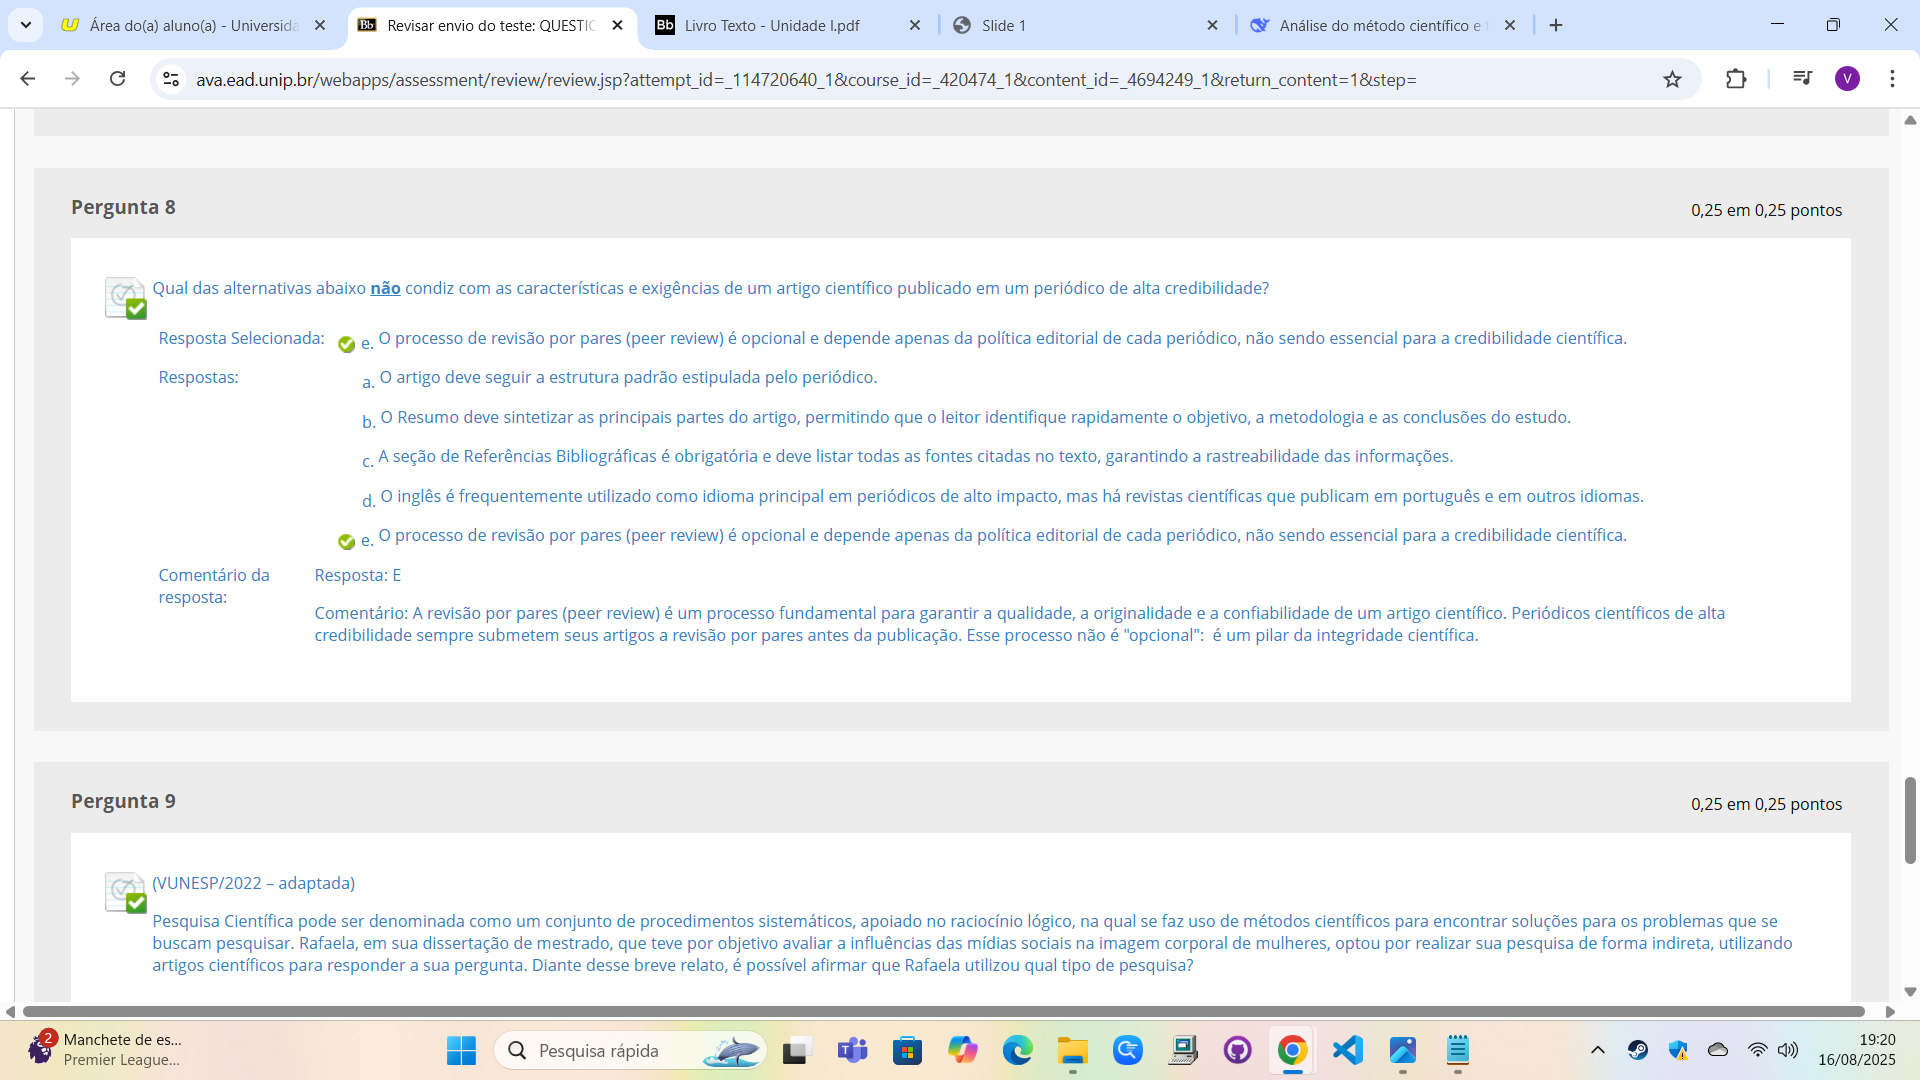 Área do(a) aluno(a) - Universida
Revisar envio do teste: QUESTIC
Livro Texto - Unidade I.pdf
Slide 1
Análise do método científico e
ava.ead.unip.br/webapps/assessment/review/review.jsp?attempt_id=_114720640_1&course_id=_420474_1&content_id=_4694249_1&return_content=1&step=
V
Pergunta 8
0,25 em 0,25 pontos
Qual das alternativas abaixo não condiz com as características e exigências de um artigo científico publicado em um periódico de alta credibilidade?
Resposta Selecionada: e. O processo de revisão por pares (peer review) é opcional e depende apenas da política editorial de cada periódico, não sendo essencial para a credibilidade científica.
Respostas: a. O artigo deve seguir a estrutura padrão estipulada pelo periódico.
b. O Resumo deve sintetizar as principais partes do artigo, permitindo que o leitor identifique rapidamente o objetivo, a metodologia e as conclusões do estudo.
c. A seção de Referências Bibliográficas é obrigatória e deve listar todas as fontes citadas no texto, garantindo a rastreabilidade das informações.
d. O inglês é frequentemente utilizado como idioma principal em periódicos de alto impacto, mas há revistas científicas que publicam em português e em outros idiomas.
e. O processo de revisão por pares (peer review) é opcional e depende apenas da política editorial de cada periódico, não sendo essencial para a credibilidade científica.
Comentário da
resposta:
Resposta: E
Comentário: A revisão por pares (peer review) é um processo fundamental para garantir a qualidade, a originalidade e a confiabilidade de um artigo científico. Periódicos científicos de alta
credibilidade sempre submetem seus artigos a revisão por pares antes da publicação. Esse processo não é "opcional":  é um pilar da integridade científica.
Pergunta 9
0,25 em 0,25 pontos
(VUNESP/2022 – adaptada)
Pesquisa Científica pode ser denominada como um conjunto de procedimentos sistemáticos, apoiado no raciocínio lógico, na qual se faz uso de métodos científicos para encontrar soluções para os problemas que se
buscam pesquisar. Rafaela, em sua dissertação de mestrado, que teve por objetivo avaliar a influências das mídias sociais na imagem corporal de mulheres, optou por realizar sua pesquisa de forma indireta, utilizando
artigos científicos para responder a sua pergunta. Diante desse breve relato, é possível afirmar que Rafaela utilizou qual tipo de pesquisa?
2
Manchete de es...
Premier League...
Pesquisa rápida
19:20
16/08/2025